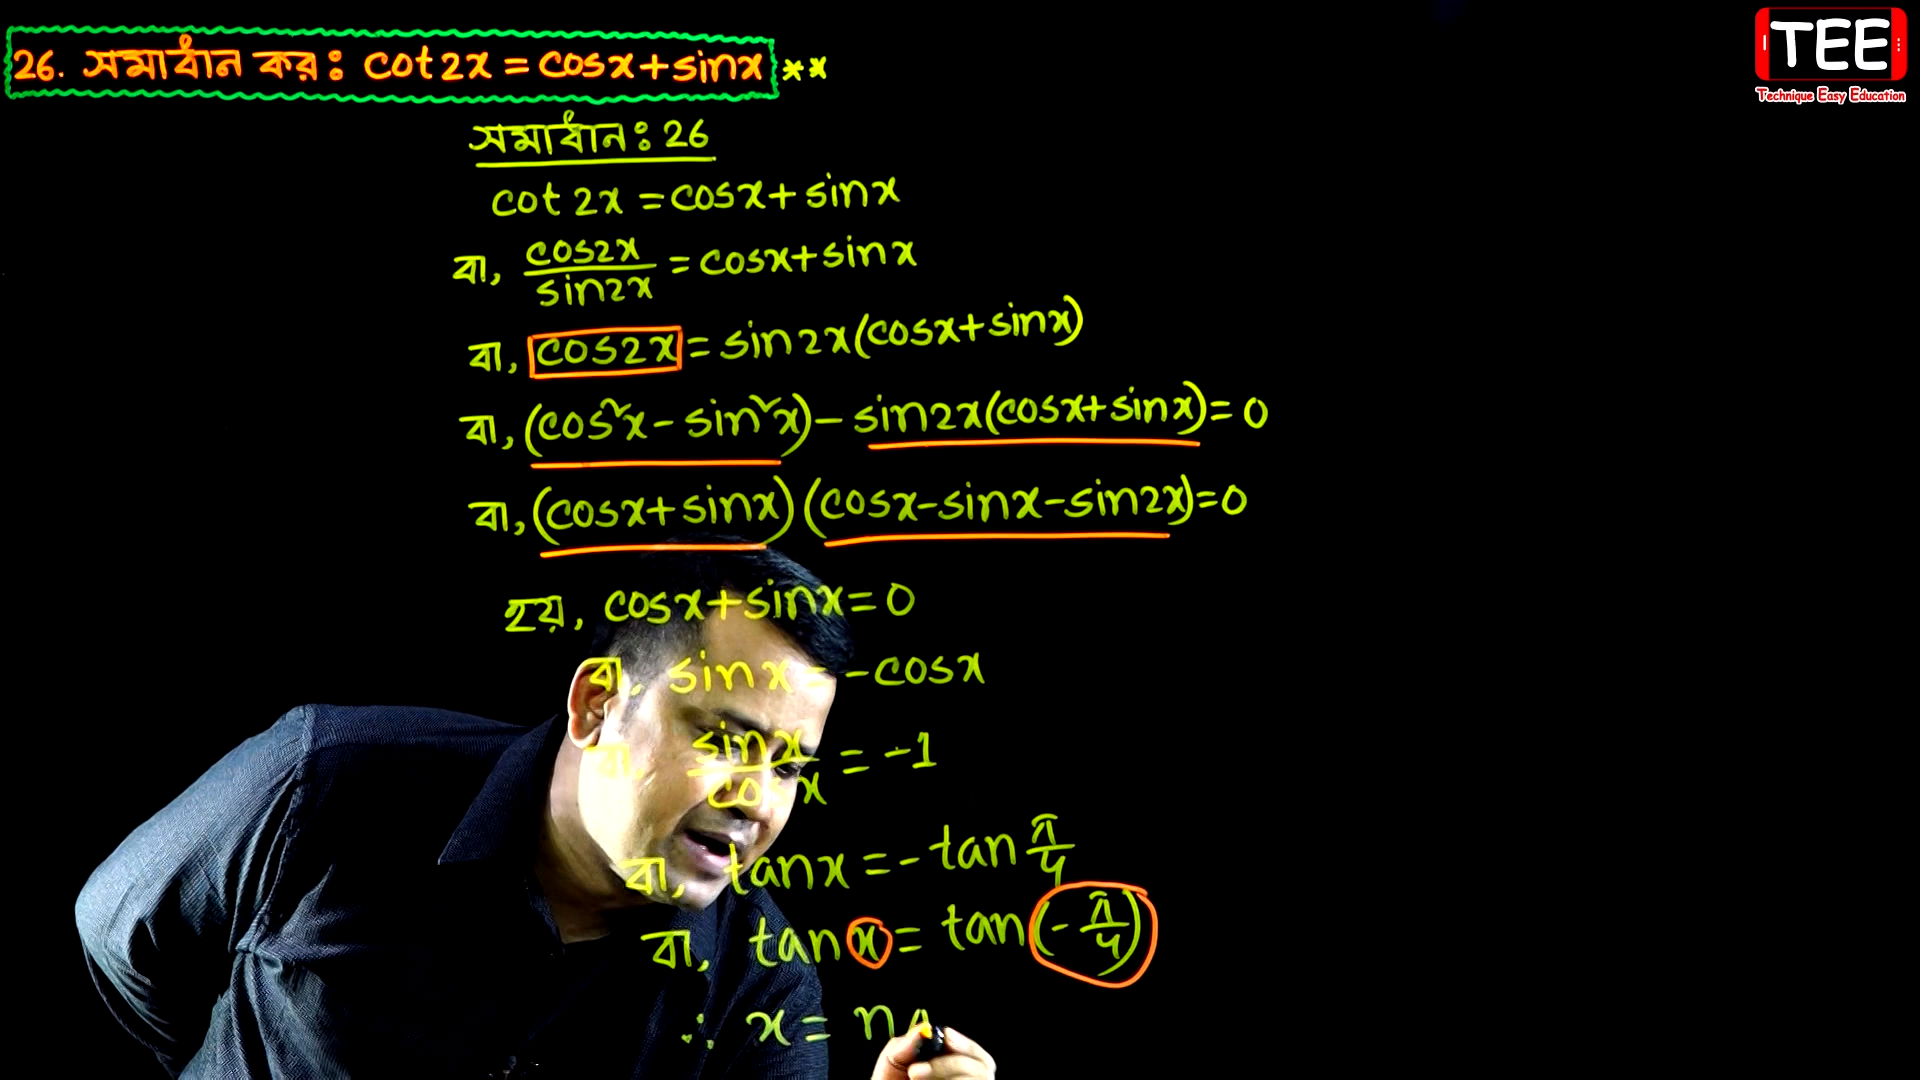 26. সমাধান কর: cot2x = cosx+sinx **
TEE
Technique Easy Education
সমাধান: 26
cot 2x = cosx + sinx
বা, cos2x/sin2x = cosx+sinx
বা, cos2x = sin2x(cosx+sinx)
বা, (cos²x - sin²x) - sin2x(cosx+sinx) = 0
বা, (cosx+sinx)(cosx-sinx-sin2x)=0
হয়, cosx+sinx=0
বা, sinx = -cosx
বা, sinx/cosx = -1
বা, tanx = -tan π/4
বা, tanx = tan(-π/4)
∴ x = n